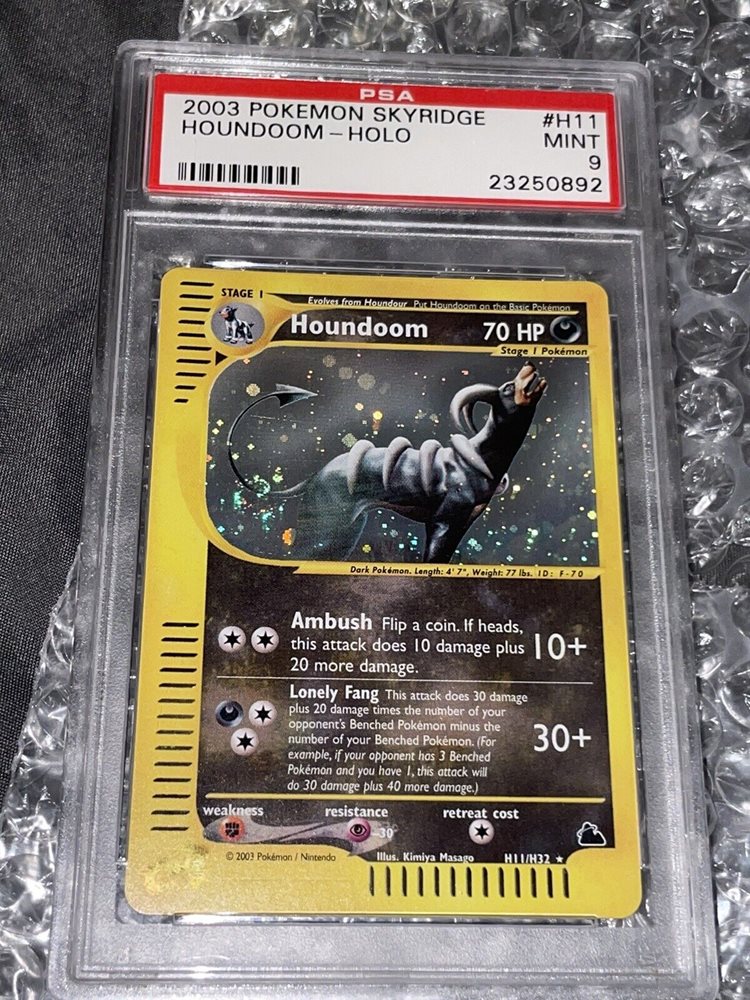 PSA
2003 POKEMON SKYRIDGE #H11
HOUNDOOM - HOLO MINT
9
23250892
STAGE 1
Evolves from Houndour Put Houndoom on the Basic Pokémon
Houndoom 70 HP
Stage 1 Pokémon
Dark Pokémon. Length: 4' 7", Weight: 77 lbs. ID: F-70
Ambush Flip a coin. If heads,
this attack does 10 damage plus 10+
20 more damage.
Lonely Fang This attack does 30 damage
plus 20 damage times the number of your
opponent's Benched Pokémon minus the
number of your Benched Pokémon. (For 30+
example, if your opponent has 3 Benched
Pokémon and you have 1, this attack will
do 30 damage plus 40 more damage.)
weakness resistance retreat cost
-30
© 2003 Pokémon / Nintendo Illus. Kimiya Masago H11/H32 ★